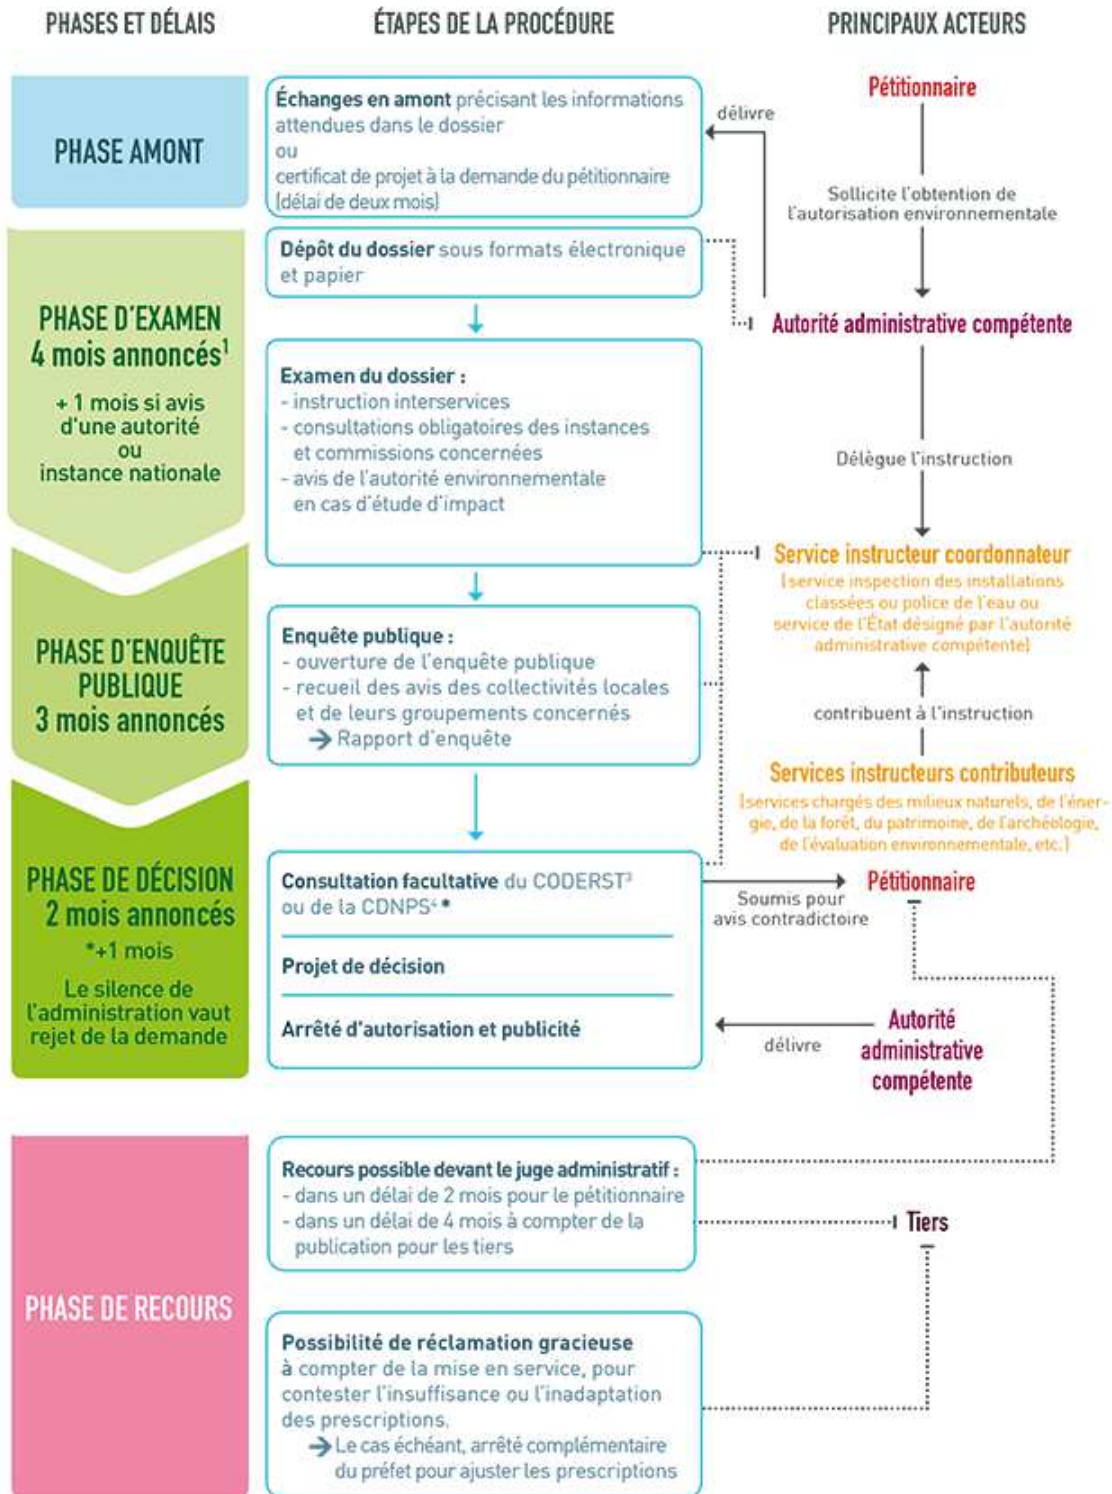 PHASES ET DÉLAIS
ÉTAPES DE LA PROCÉDURE
PRINCIPAUX ACTEURS
PHASE AMONT
Échanges en amont précisant les informations
attendues dans le dossier
ou
certificat de projet à la demande du pétitionnaire
(délai de deux mois)
délivre
Pétitionnaire
Sollicite l'obtention de
l'autorisation environnementale
PHASE D'EXAMEN
4 mois annoncés¹
+ 1 mois si avis
d'une autorité
ou
instance nationale
Dépôt du dossier sous formats électronique
et papier
Autorité administrative compétente
Examen du dossier :
- instruction interservices
- consultations obligatoires des instances
et commissions concernées
- avis de l'autorité environnementale
en cas d'étude d'impact
Délègue l'instruction
Service instructeur coordonnateur
(service inspection des installations
classées ou police de l'eau ou
service de l'État désigné par l'autorité
administrative compétente)
PHASE D'ENQUÊTE
PUBLIQUE
3 mois annoncés
Enquête publique :
- ouverture de l'enquête publique
- recueil des avis des collectivités locales
et de leurs groupements concernés
→ Rapport d'enquête
contribuent à l'instruction
Services instructeurs contributeurs
(services chargés des milieux naturels, de l'éner-
gie, de la forêt, du patrimoine, de l'archéologie,
de l'évaluation environnementale, etc.)
PHASE DE DÉCISION
2 mois annoncés
*+1 mois
Le silence de
l'administration vaut
rejet de la demande
Consultation facultative du CODERST³
ou de la CDNPS⁴ *
Projet de décision
Arrêté d'autorisation et publicité
Soumis pour
avis contradictoire
Pétitionnaire
délivre
Autorité
administrative
compétente
PHASE DE RECOURS
Recours possible devant le juge administratif :
- dans un délai de 2 mois pour le pétitionnaire
- dans un délai de 4 mois à compter de la
publication pour les tiers
Tiers
Possibilité de réclamation gracieuse
à compter de la mise en service, pour
contester l'insuffisance ou l'inadaptation
des prescriptions.
→ Le cas échéant, arrêté complémentaire
du préfet pour ajuster les prescriptions